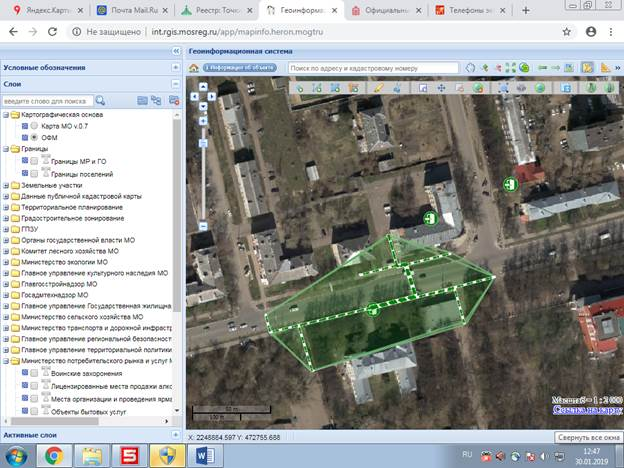 Яндекс.Карты
Почта Mail.Ru
Реестр: Точки
Геоинформа
Официальны
Телефоны эк
Не защищено | int.rgis.mosreg.ru/app/mapinfo.heron.mogtru
Условные обозначения
Слои
введите слово для поиска
Картографическая основа
Карта МО v.0.7
ОФМ
Границы
Границы МР и ГО
Границы поселений
Земельные участки
Данные публичной кадастровой карты
Территориальное планирование
Градостроительное зонирование
ГПЗУ
Органы государственной власти МО
Комитет лесного хозяйства МО
Министерство экологии МО
Главное управление культурного наследия МО
Главгосстройнадзор МО
Госадмтехнадзор МО
Главное управление Государственная жилищна
Министерство сельского хозяйства МО
Министерство транспорта и дорожной инфрастр
Главное управление региональной безопасност
Главное управление территориальной политики
Министерство потребительского рынка и услуг М
Воинские захоронения
Лицензированные места продажи алко
Места организации и проведения ярма
Объекты бытовых услуг
Активные слои
Геоинформационная система
Информация об объекте
Поиск по адресу и кадастровому номеру
50 m
100 m
Масштаб = 1 : 2 000
Ссылка на карту
X: 2248884.597 Y: 472755.288
Свернуть все окна
RU
12:47
30.01.2019